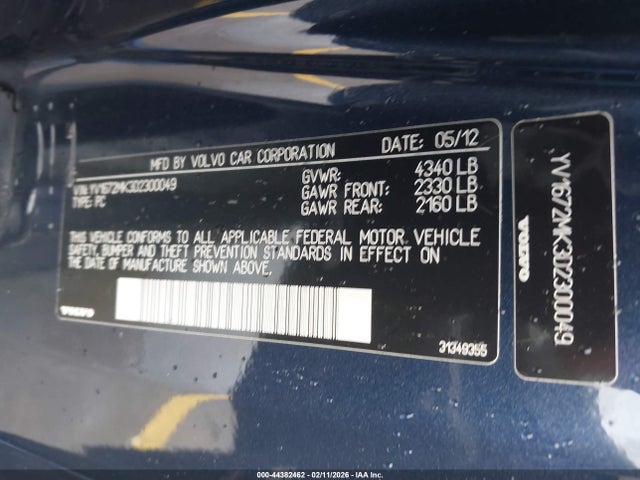 MFD BY VOLVO CAR CORPORATION
DATE: 05/12
VIN: YV1672MK3D2300049
TYPE: PC
GVWR: 4340 LB
GAWR FRONT: 2330 LB
GAWR REAR: 2160 LB
THIS VEHICLE CONFORMS TO ALL APPLICABLE FEDERAL MOTOR VEHICLE
SAFETY, BUMPER AND THEFT PREVENTION STANDARDS IN EFFECT ON
THE DATE OF MANUFACTURE SHOWN ABOVE.
VOLVO
31349355
YV1672MK3D2300049
VOLVO
000-44382462 - 02/11/2026 - IAA Corp.